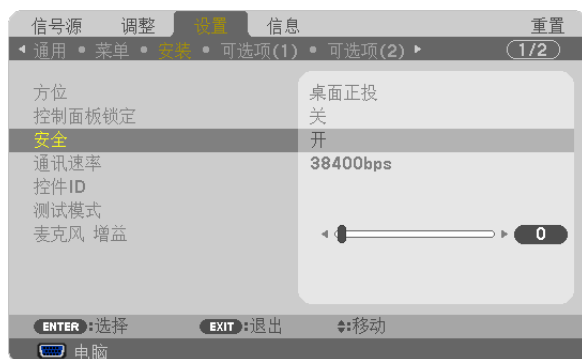 信号源 调整 设置 信息 重置
通用 • 菜单 • 安装 • 可选项(1) • 可选项(2) 1/2
方位 桌面正投
控制面板锁定 关
安全 开
通讯速率 38400bps
控件ID
测试模式
麦克风 增益 0
ENTER:选择 EXIT:退出 :移动
电脑